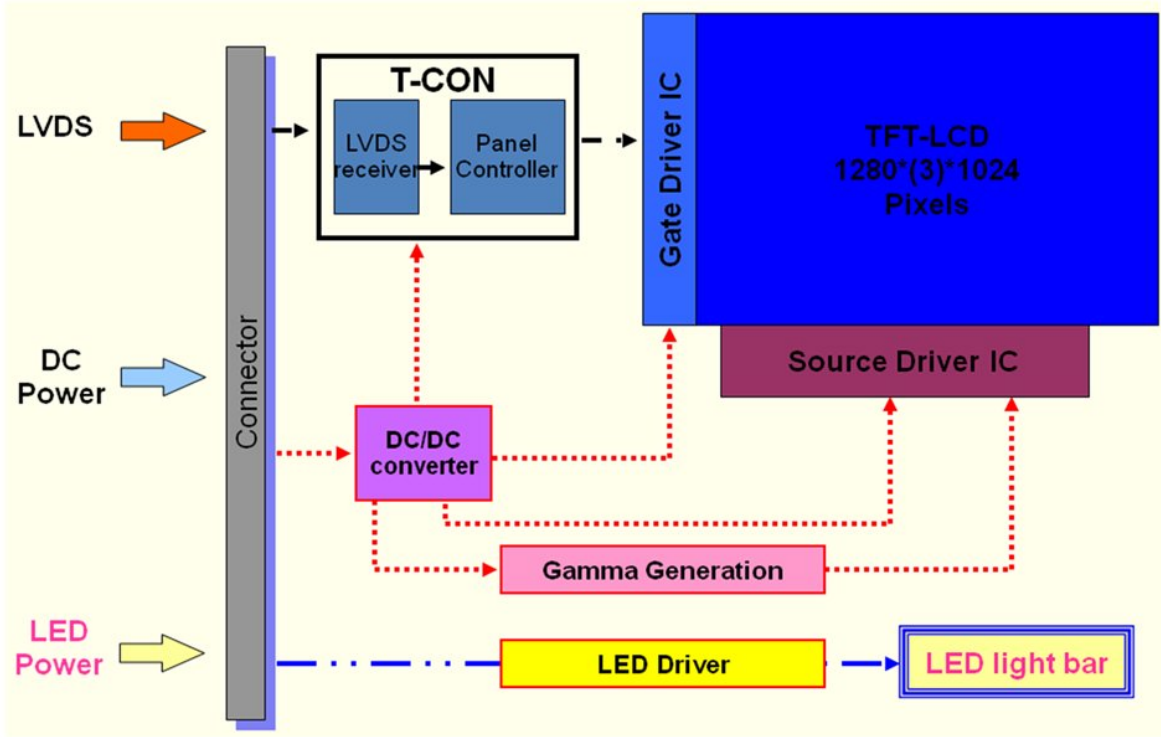 T-CON
LVDS
LVDS
receiver
Panel
Controller
Gate Driver IC
TFT-LCD
1280*(3)*1024
Pixels
DC
Power
Connector
Source Driver IC
DC/DC
converter
Gamma Generation
LED
Power
LED Driver
LED light bar